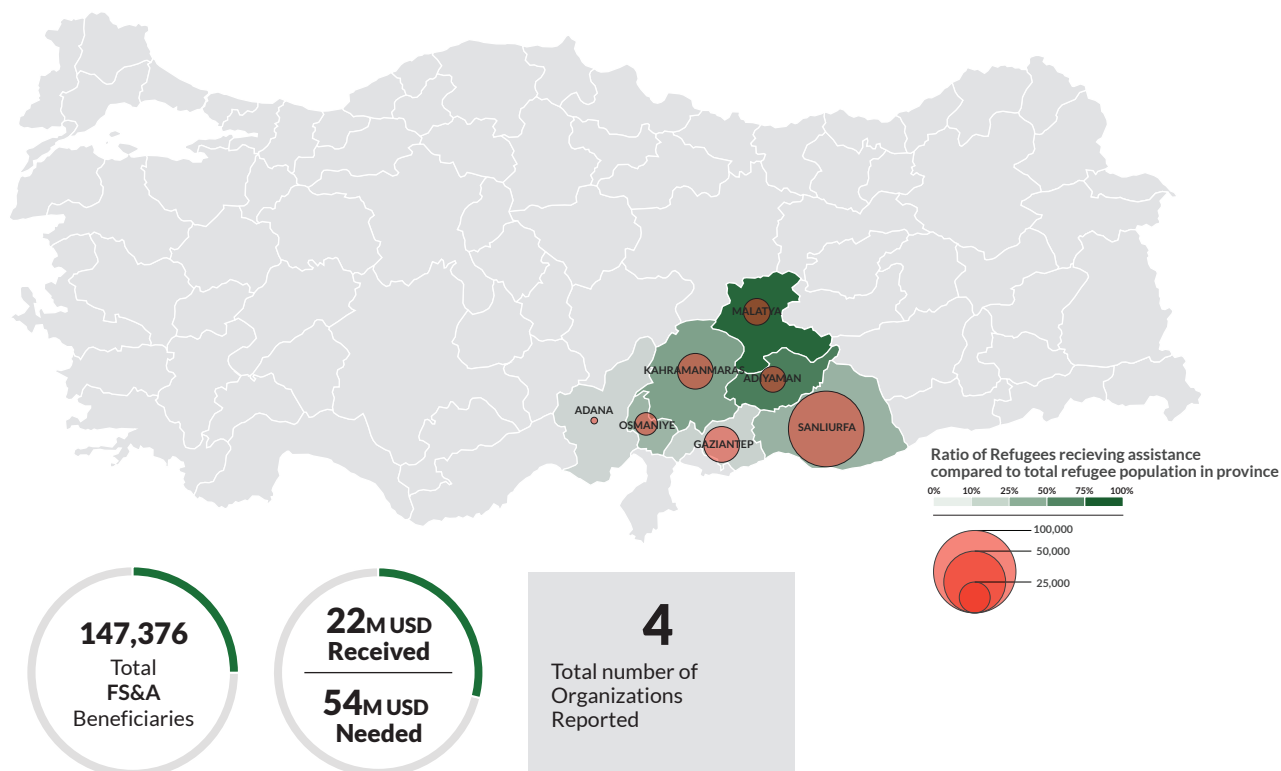 MALATYA
KAHRAMANMARAS
ADIYAMAN
ADANA
OSMANIYE
SANLIURFA
GAZIANTEP
Ratio of Refugees recieving assistance
compared to total refugee population in province
0% 10% 25% 50% 75% 100%
100,000
50,000
25,000
147,376
Total
FS&A
Beneficiaries
22M USD
Received
54M USD
Needed
4
Total number of
Organizations
Reported